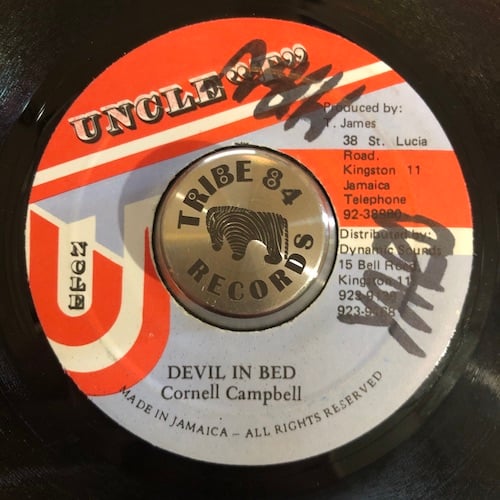 UNCLE "T"
Produced by:
T. James
38 St. Lucia
Road.
Kingston 11
Jamaica
Telephone
Distributed by:
Dynamic Sounds
15 Bell Road
Kingston 11
UNCLE
TRIBE 84
RECORDS
DEVIL IN BED
Cornell Campbell
MADE IN JAMAICA – ALL RIGHTS RESERVED